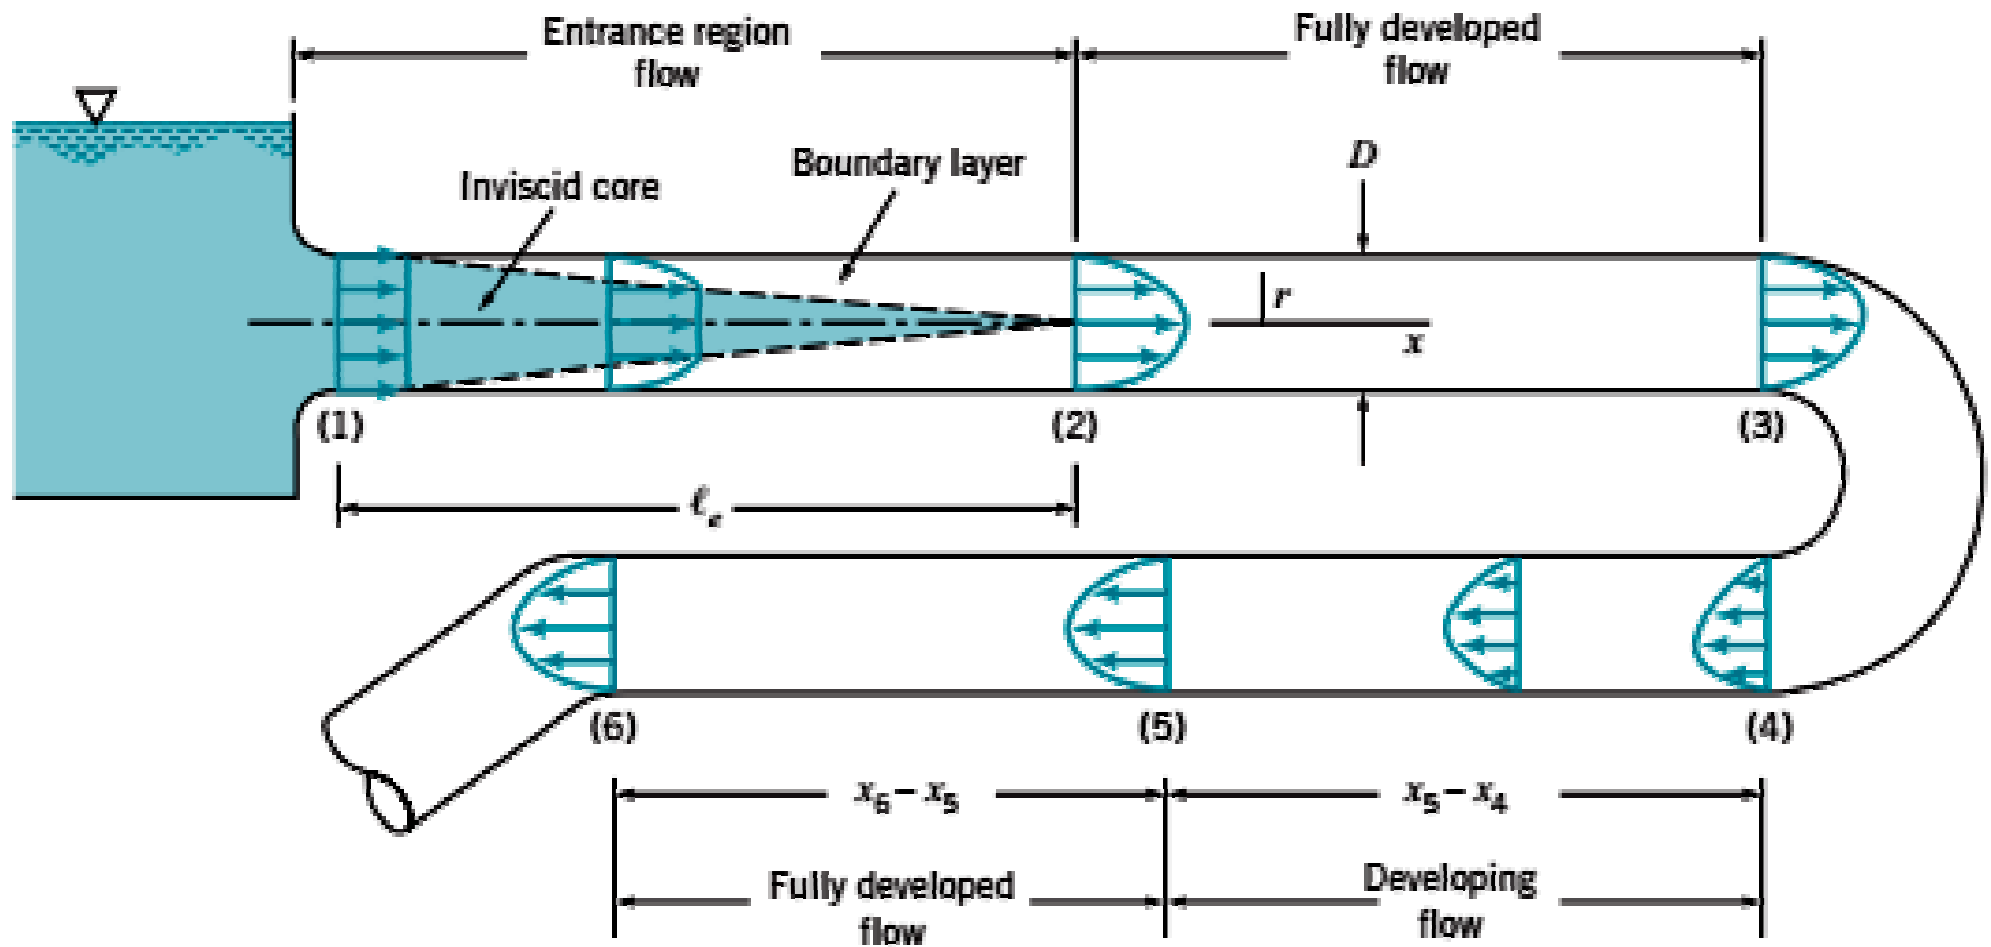 Entrance region
flow
Fully developed
flow
Inviscid core
Boundary layer
D
r
x
(1)
(2)
(3)
ℓₑ
(6)
(5)
(4)
x₆ – x₅
x₅ – x₄
Fully developed
flow
Developing
flow